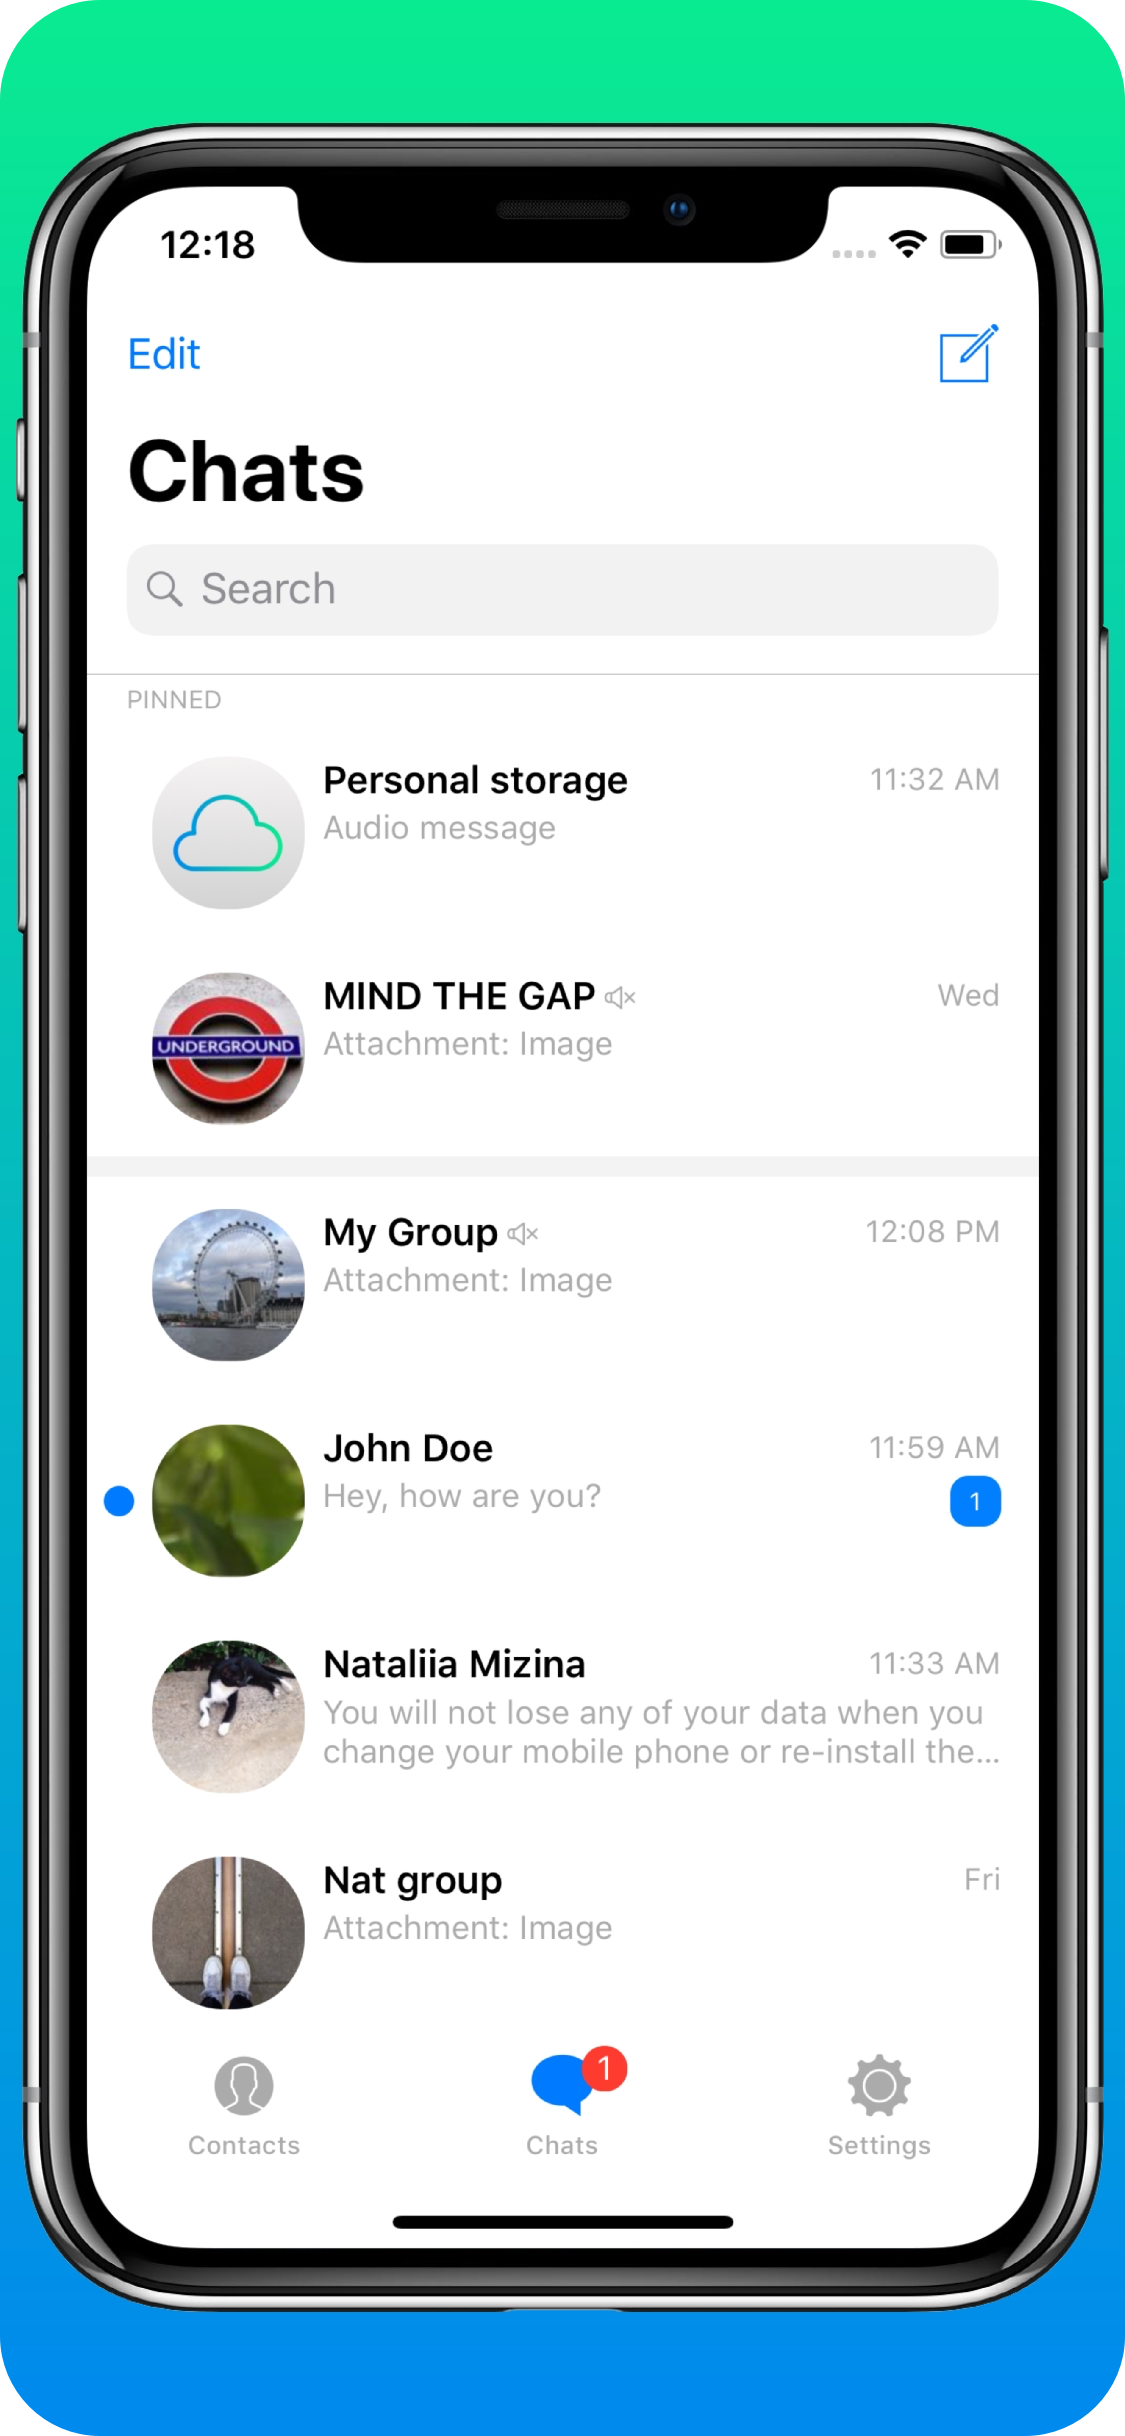 12:18
Edit
Chats
Search
PINNED
Personal storage
11:32 AM
Audio message
MIND THE GAP
Wed
UNDERGROUND
Attachment: Image
My Group
12:08 PM
Attachment: Image
John Doe
11:59 AM
Hey, how are you?
1
Nataliia Mizina
11:33 AM
You will not lose any of your data when you
change your mobile phone or re-install the...
Nat group
Fri
Attachment: Image
1
Contacts
Chats
Settings